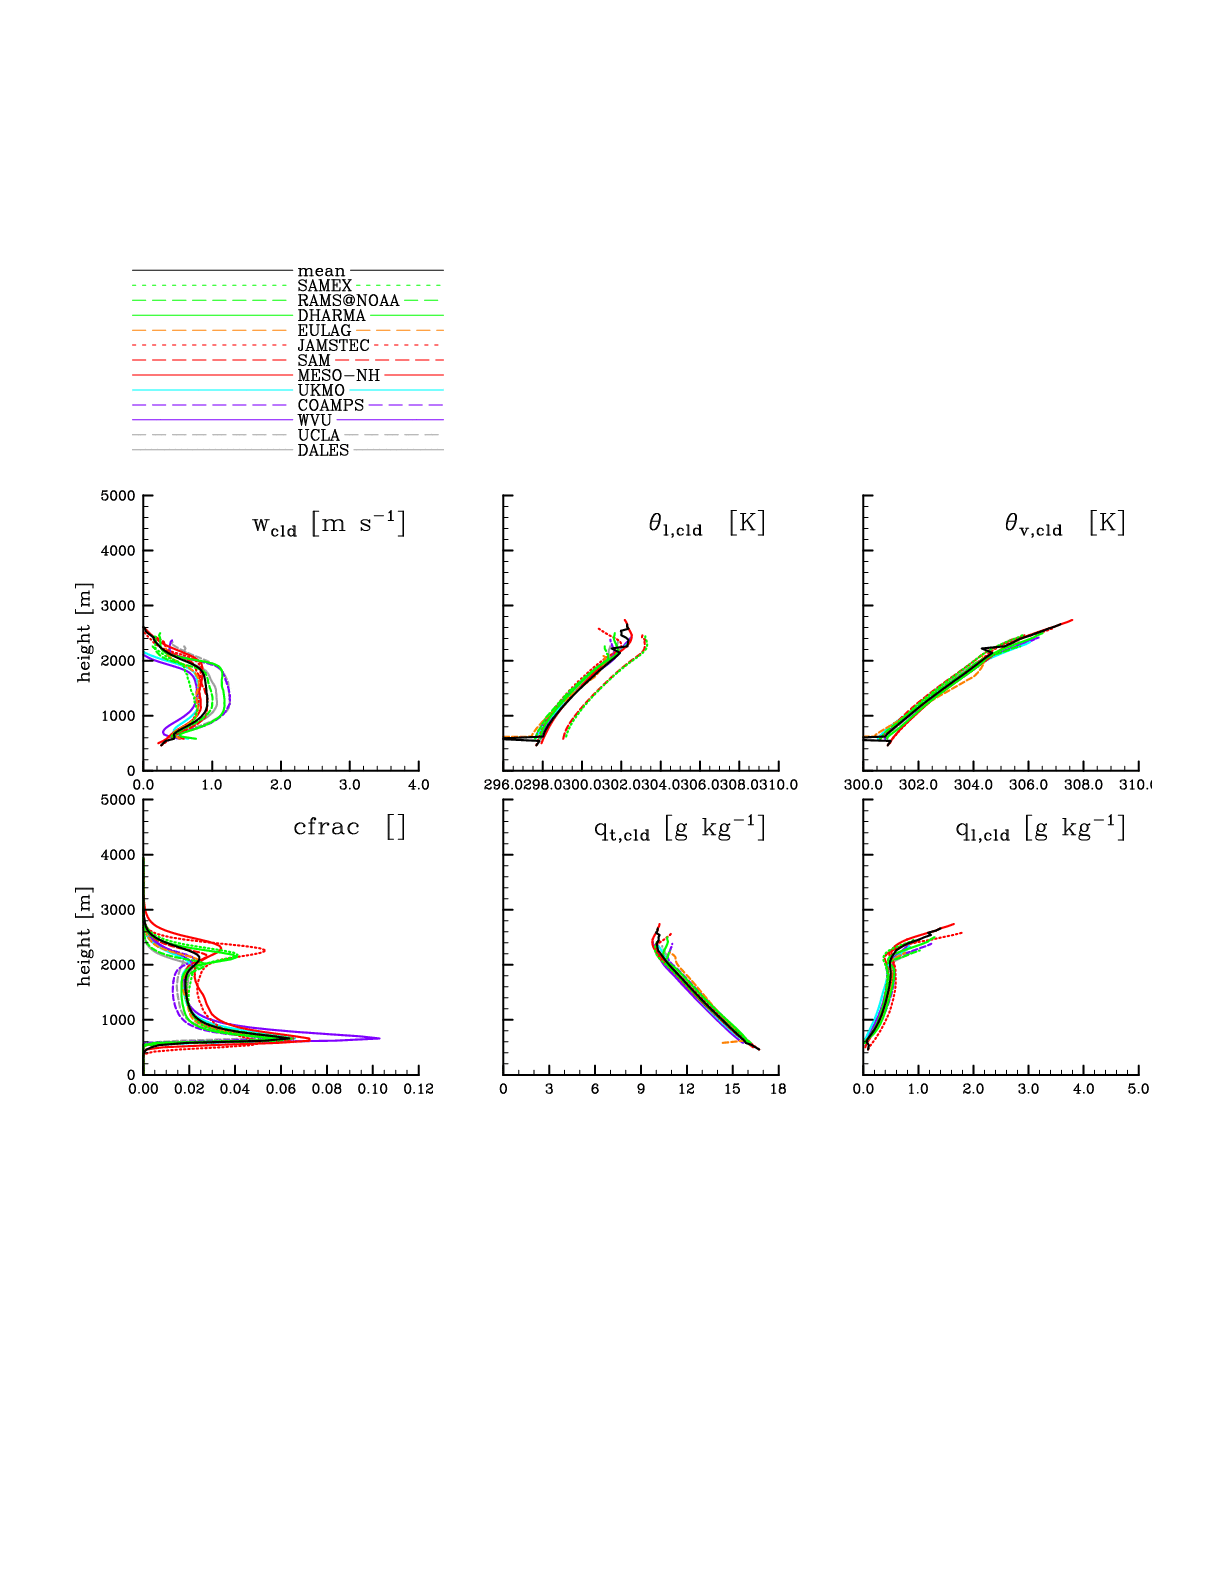 mean
SAMEX
RAMS@NOAA
DHARMA
EULAG
JAMSTEC
SAM
MESO-NH
UKMO
COAMPS
WVU
UCLA
DALES
w_cld [m s⁻¹]
height [m]
5000
4000
3000
2000
1000
0
0.0 1.0 2.0 3.0 4.0
θ_l,cld [K]
296.0 298.0 300.0 302.0 304.0 306.0 308.0 310.0
θ_v,cld [K]
300.0 302.0 304.0 306.0 308.0 310.0
cfrac []
height [m]
5000
4000
3000
2000
1000
0
0.00 0.02 0.04 0.06 0.08 0.10 0.12
q_t,cld [g kg⁻¹]
0 3 6 9 12 15 18
q_l,cld [g kg⁻¹]
0.0 1.0 2.0 3.0 4.0 5.0